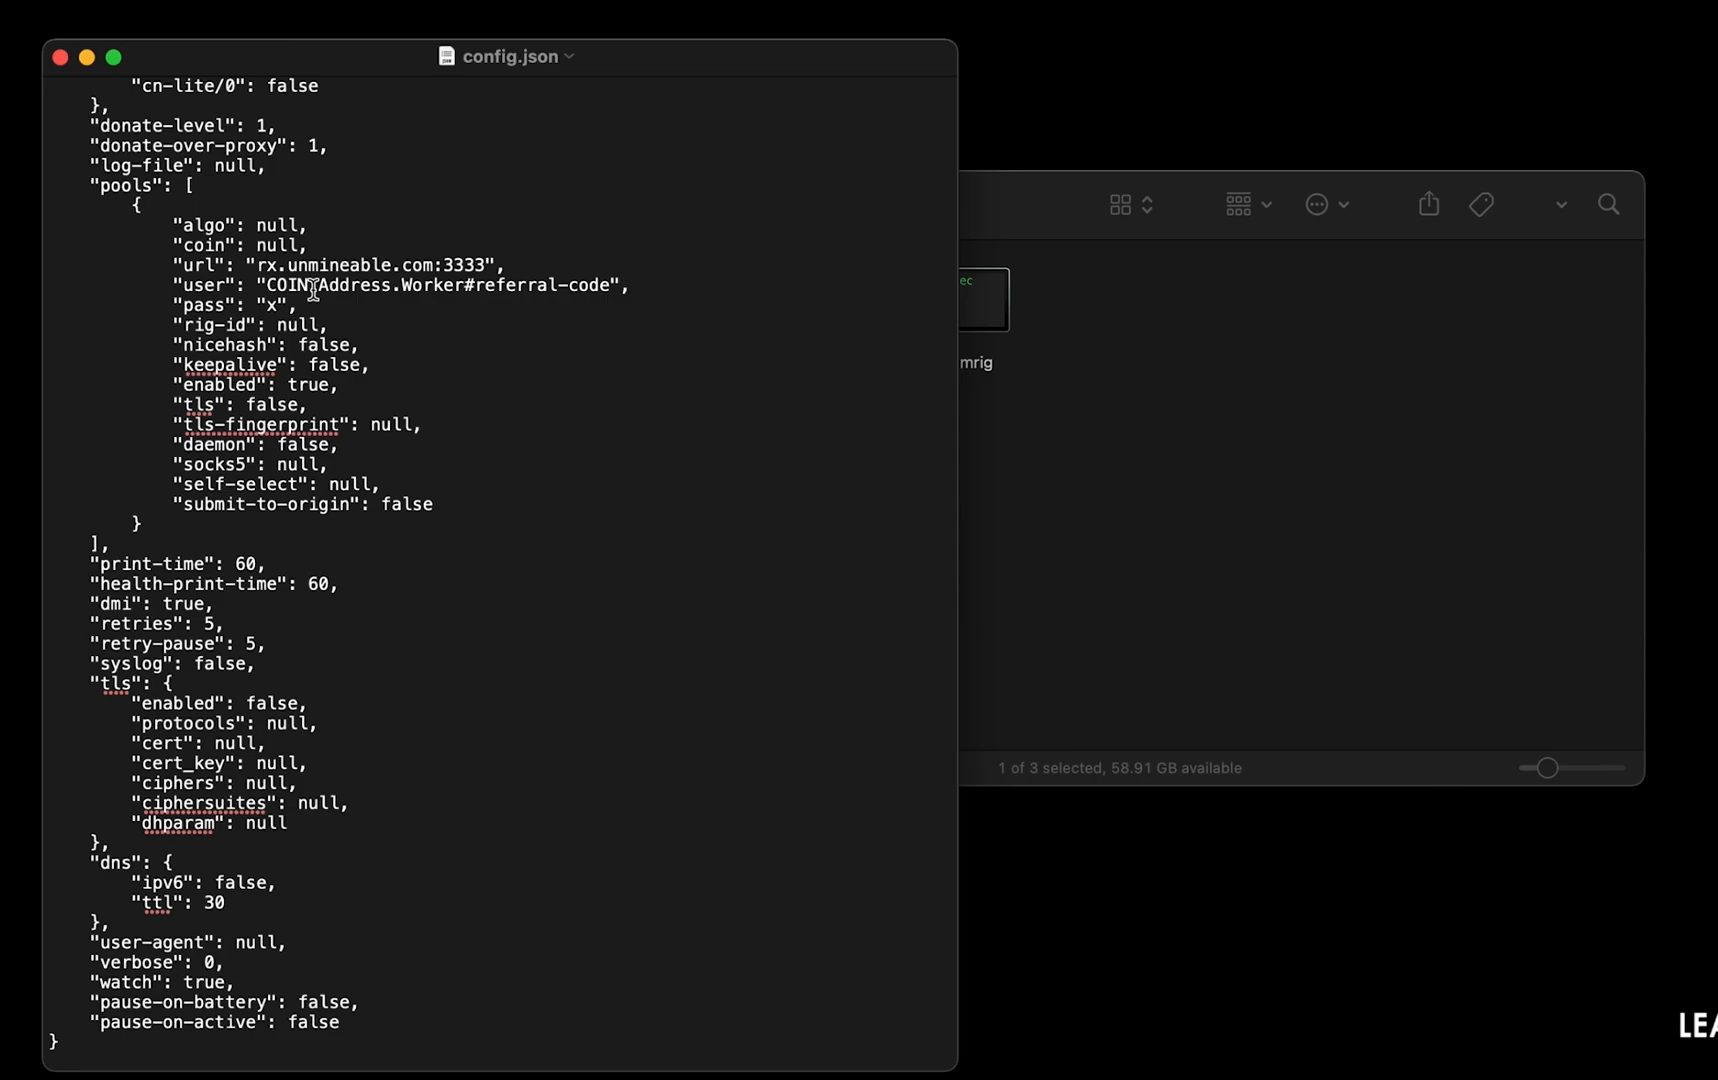 config.json
"cn-lite/0": false
},
"donate-level": 1,
"donate-over-proxy": 1,
"log-file": null,
"pools": [
{
"algo": null,
"coin": null,
"url": "rx.unmineable.com:3333",
"user": "COIN:Address.Worker#referral-code",
"pass": "x",
"rig-id": null,
"nicehash": false,
"keepalive": false,
"enabled": true,
"tls": false,
"tls-fingerprint": null,
"daemon": false,
"socks5": null,
"self-select": null,
"submit-to-origin": false
}
],
"print-time": 60,
"health-print-time": 60,
"dmi": true,
"retries": 5,
"retry-pause": 5,
"syslog": false,
"tls": {
"enabled": false,
"protocols": null,
"cert": null,
"cert_key": null,
"ciphers": null,
"ciphersuites": null,
"dhparam": null
},
"dns": {
"ipv6": false,
"ttl": 30
},
"user-agent": null,
"verbose": 0,
"watch": true,
"pause-on-battery": false,
"pause-on-active": false
}
ec
mrig
1 of 3 selected, 58.91 GB available
LEA